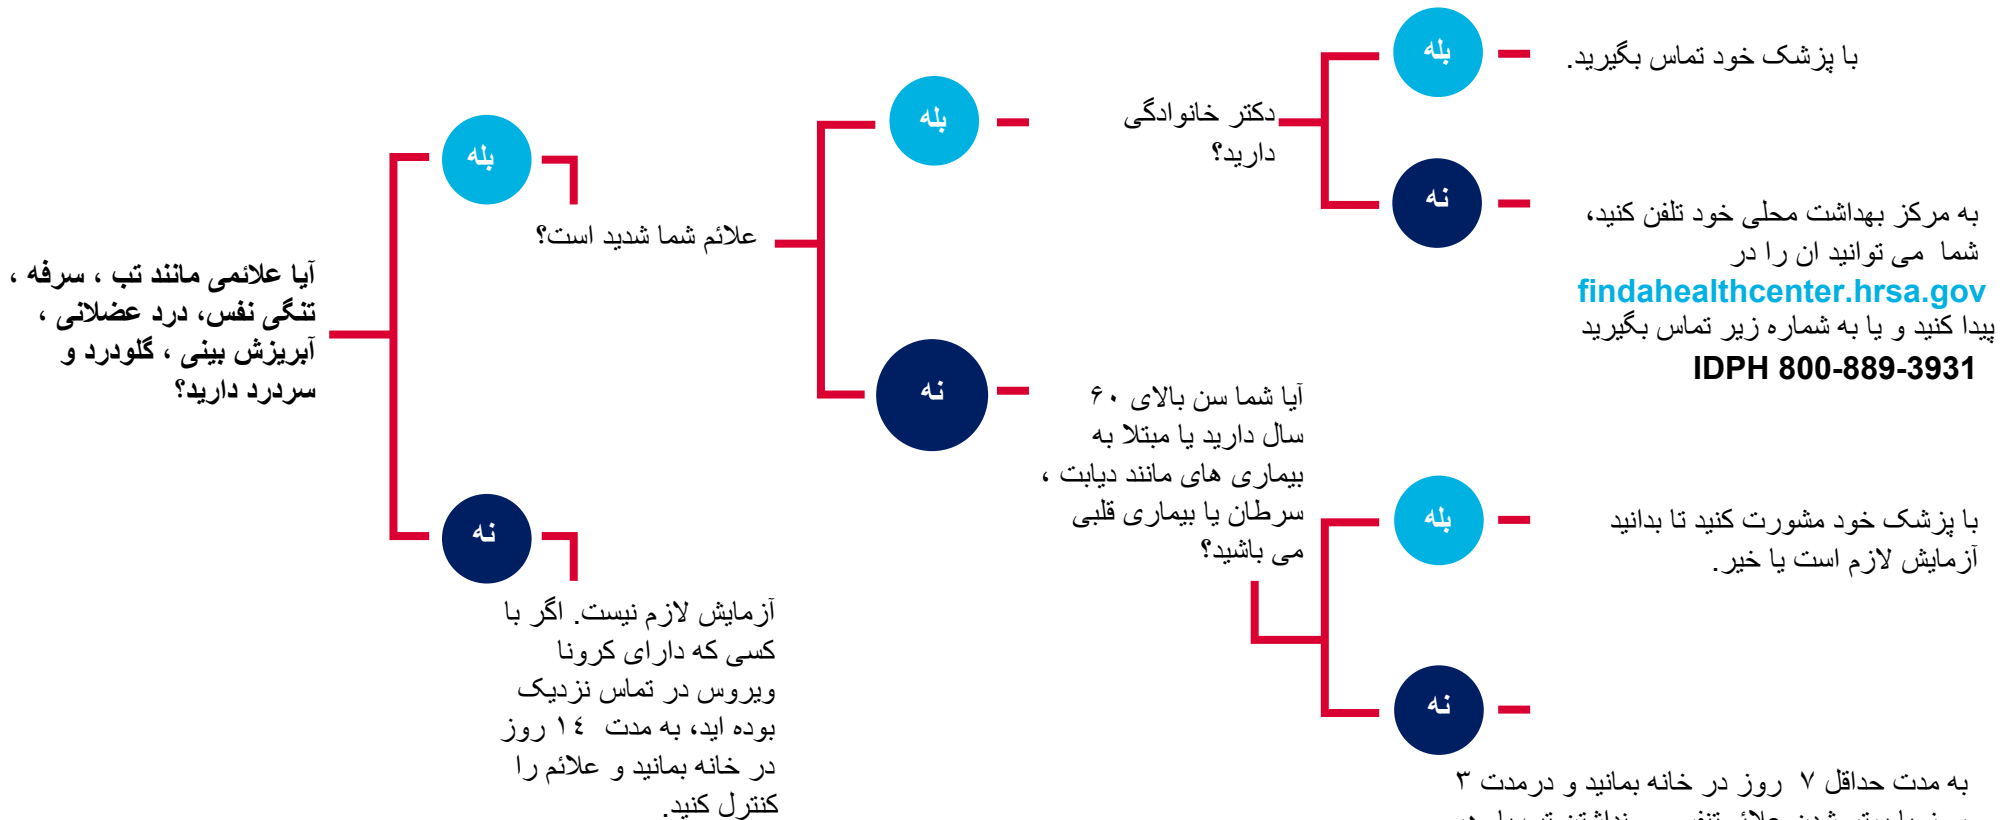 آیا علائمی مانند تب ، سرفه ،
تنگی نفس، درد عضلانی ،
آبریزش بینی ، گلودرد و
سردرد دارید؟
بله
علائم شما شدید است؟
بله
دکتر خانوادگی
دارید؟
بله
با پزشک خود تماس بگیرید.
نه
به مرکز بهداشت محلی خود تلفن کنید،
شما می توانید ان را در
findahealthcenter.hrsa.gov
پیدا کنید و یا به شماره زیر تماس بگیرید
IDPH 800-889-3931
نه
آیا شما سن بالای ۶۰
سال دارید یا مبتلا به
بیماری های مانند دیابت ،
سرطان یا بیماری قلبی
می باشید؟
بله
با پزشک خود مشورت کنید تا بدانید
آزمایش لازم است یا خیر.
نه
به مدت حداقل ۷ روز در خانه بمانید و درمدت ۳
نه
آزمایش لازم نیست. اگر با
کسی که دارای کرونا
ویروس در تماس نزدیک
بوده اید، به مدت ١٤ روز
در خانه بمانید و علائم را
کنترل کنید.